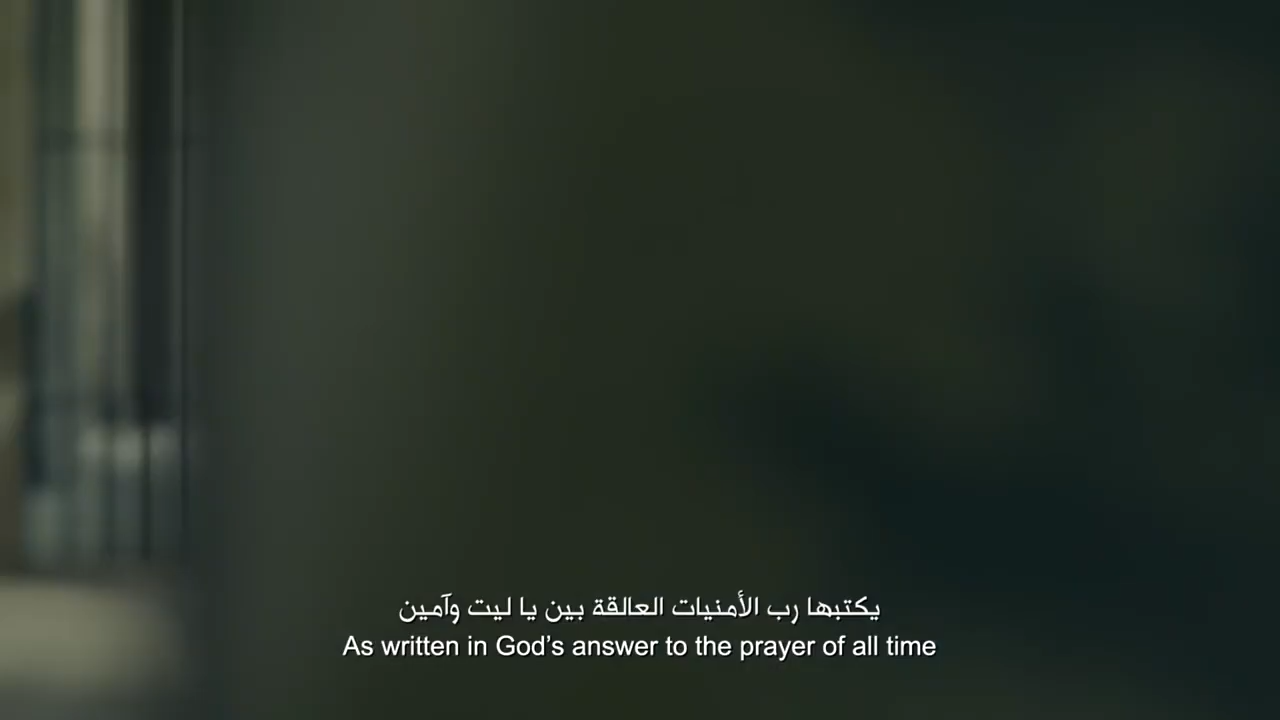 يكتبها رب الأمنيات العالقة بين يا ليت وآمين
As written in God’s answer to the prayer of all time